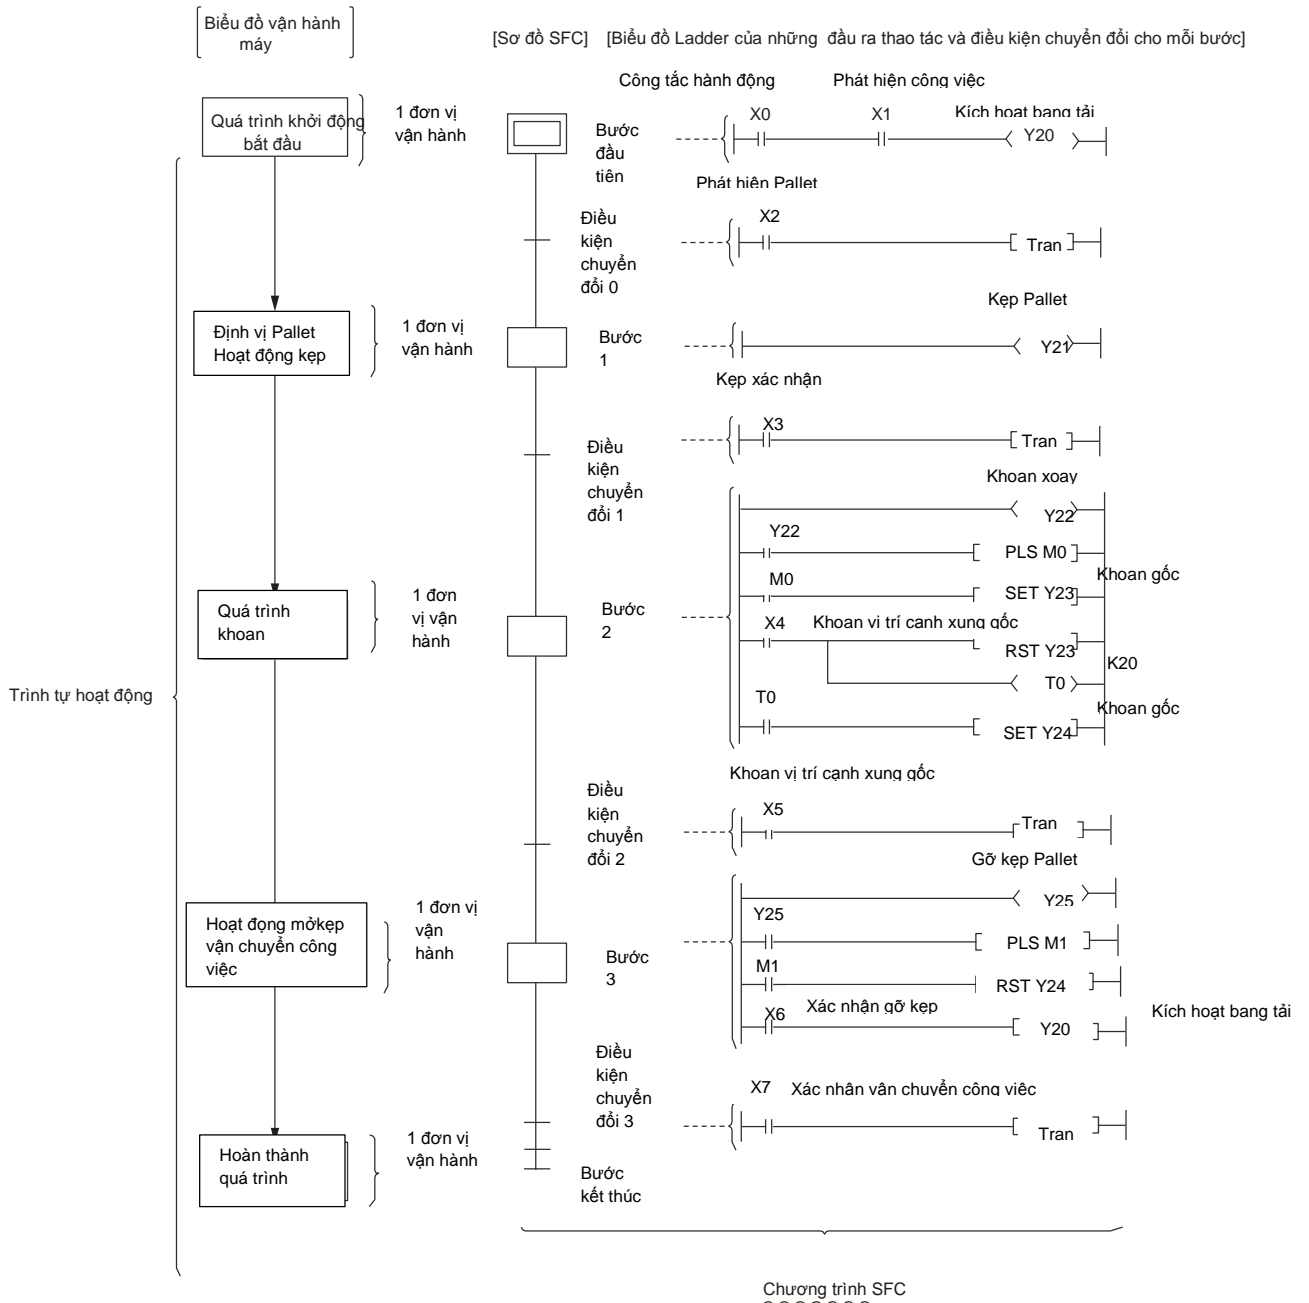 Biểu đồ vận hành
máy
[Sơ đồ SFC]
[Biểu đồ Ladder của những đầu ra thao tác và điều kiện chuyển đổi cho mỗi bước]
Công tắc hành động
Phát hiện công việc
Quá trình khởi động
bắt đầu
1 đơn vị
vận hành
Bước
đầu
tiên
X0
X1
Kích hoạt bang tải
Y20
Phát hiện Pallet
Điều
kiện
chuyển
đổi 0
X2
Tran
Kẹp Pallet
Định vị Pallet
Hoạt động kẹp
1 đơn vị
vận hành
Bước
1
Y21
Kẹp xác nhận
Điều
kiện
chuyển
đổi 1
X3
Tran
Khoan xoay
Y22
Y22
PLS M0
Khoan gốc
M0
SET Y23
Quá trình
khoan
1 đơn
vị vận
hành
Bước
2
X4
Khoan vị trí cạnh xung gốc
RST Y23
K20
T0
T0
Khoan gốc
SET Y24
Trình tự hoạt động
Khoan vị trí cạnh xung gốc
Điều
kiện
chuyển
đổi 2
X5
Tran
Gỡ kẹp Pallet
Y25
Hoạt đọng mởkẹp
vận chuyển công
việc
1 đơn vị
vận
hành
Bước
3
Y25
PLS M1
M1
RST Y24
X6
Xác nhận gỡ kẹp
Y20
Kích hoạt bang tải
Điều
kiện
chuyển
đổi 3
X7
Xác nhận vận chuyển công việc
Tran
Hoàn thành
quá trình
1 đơn vị
vận hành
Bước
kết thúc
Chương trình SFC